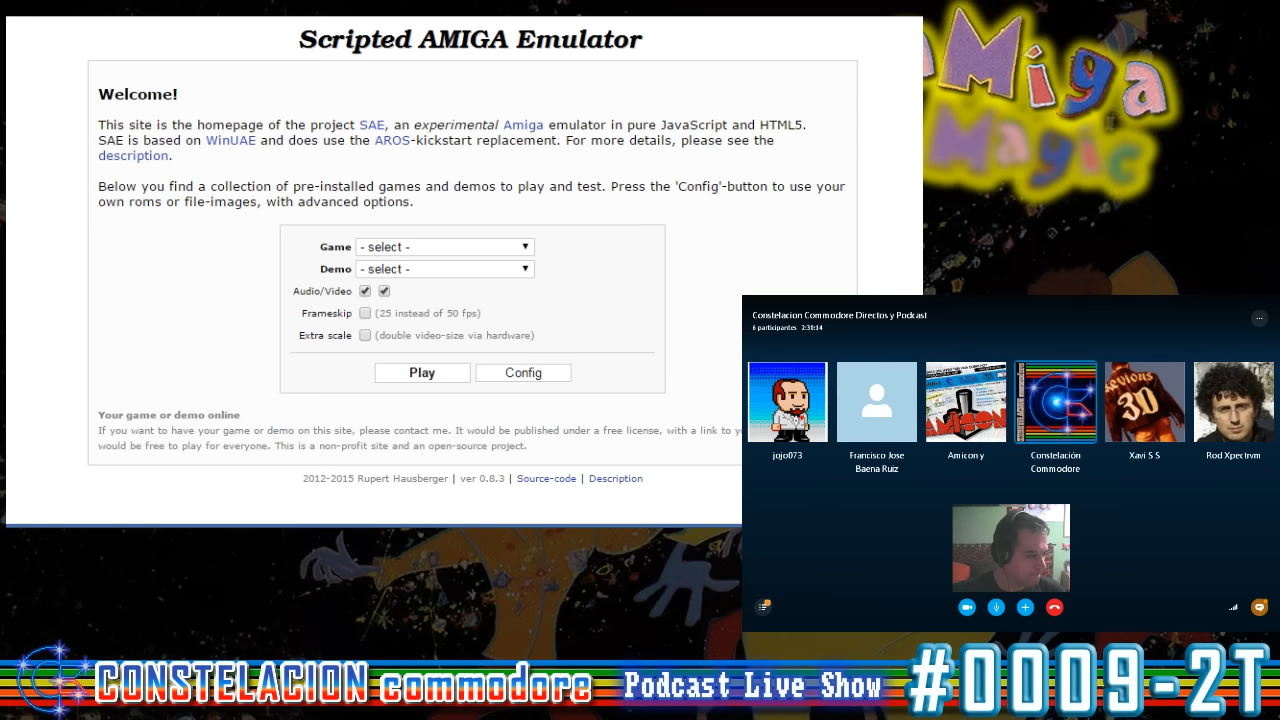 Scripted AMIGA Emulator
Welcome!
This site is the homepage of the project SAE, an experimental Amiga emulator in pure JavaScript and HTML5.
SAE is based on WinUAE and does use the AROS-kickstart replacement. For more details, please see the
description.
Below you find a collection of pre-installed games and demos to play and test. Press the 'Config'-button to use your
own roms or file-images, with advanced options.
Game - select -
Demo - select -
Audio/Video
Frameskip (25 instead of 50 fps)
Extra scale (double video-size via hardware)
Play Config
Your game or demo online
If you want to have your game or demo on this site, please contact me. It would be published under a free license, with a link to
would be free to play for everyone. This is a non-profit site and an open-source project.
2012-2015 Rupert Hausberger | ver 0.8.3 | Source-code | Description
Amiga
Magic
Constelacion Commodore Directos y Podcast
6 participantes 2:30:14
...
30
jojo073
Francisco Jose
Baena Ruiz
Amicon y
Constelación
Commodore
Xavi S S
Rod Xpectrvm
CONSTELACION commodore Podcast Live Show #0009-2T